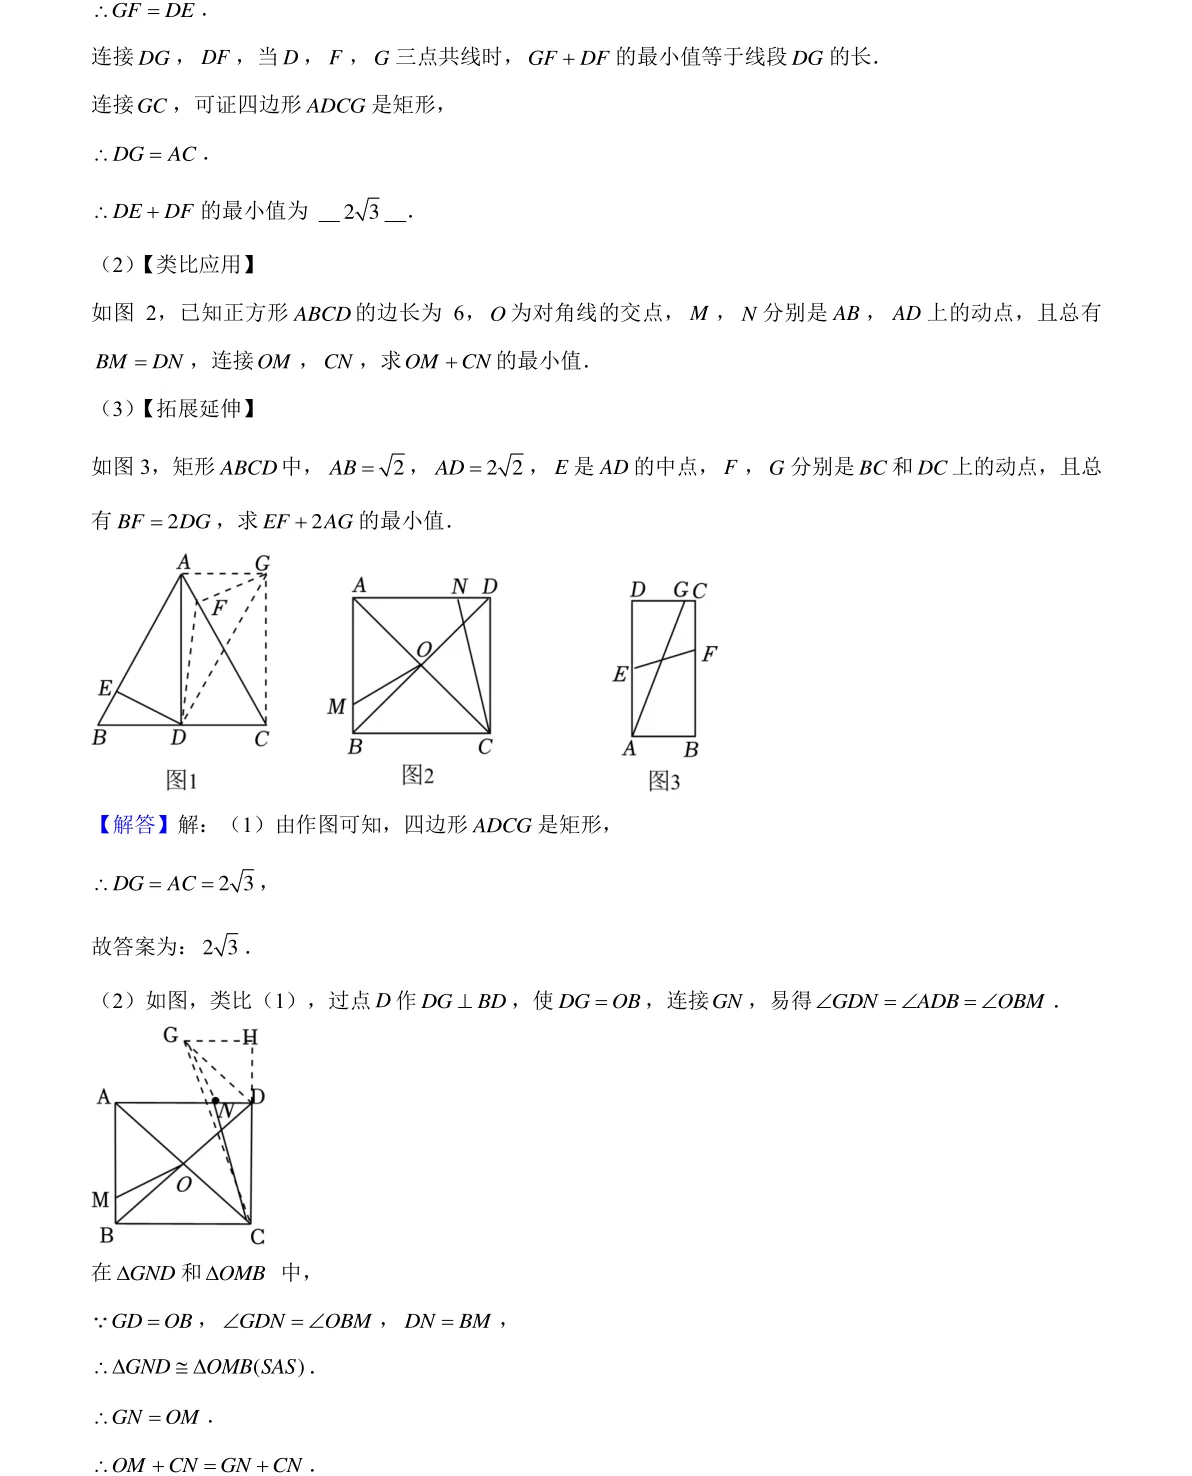 ∴GF = DE．
连接DG，DF，当D，F，G三点共线时，GF + DF的最小值等于线段DG的长．
连接GC，可证四边形ADCG是矩形，
∴DG = AC．
∴DE + DF的最小值为 __2√3__．
（2）【类比应用】
如图 2，已知正方形ABCD的边长为 6，O为对角线的交点，M，N分别是AB，AD上的动点，且总有
BM = DN，连接OM，CN，求OM + CN的最小值．
（3）【拓展延伸】
如图 3，矩形ABCD中，AB = √2，AD = 2√2，E是AD的中点，F，G分别是BC和DC上的动点，且总
有BF = 2DG，求EF + 2AG的最小值．
A G
F
E
B D C
图1
A N D
O
M
B C
图2
D G C
F
E
A B
图3
【解答】解：（1）由作图可知，四边形ADCG是矩形，
∴DG = AC = 2√3，
故答案为：2√3．
（2）如图，类比（1），过点D作DG⊥BD，使DG = OB，连接GN，易得∠GDN = ∠ADB = ∠OBM．
G H
A D
N
O
M
B C
在ΔGND和ΔOMB 中，
∵GD = OB，∠GDN = ∠OBM，DN = BM，
∴ΔGND≅ΔOMB(SAS)．
∴GN = OM．
∴OM + CN = GN + CN．